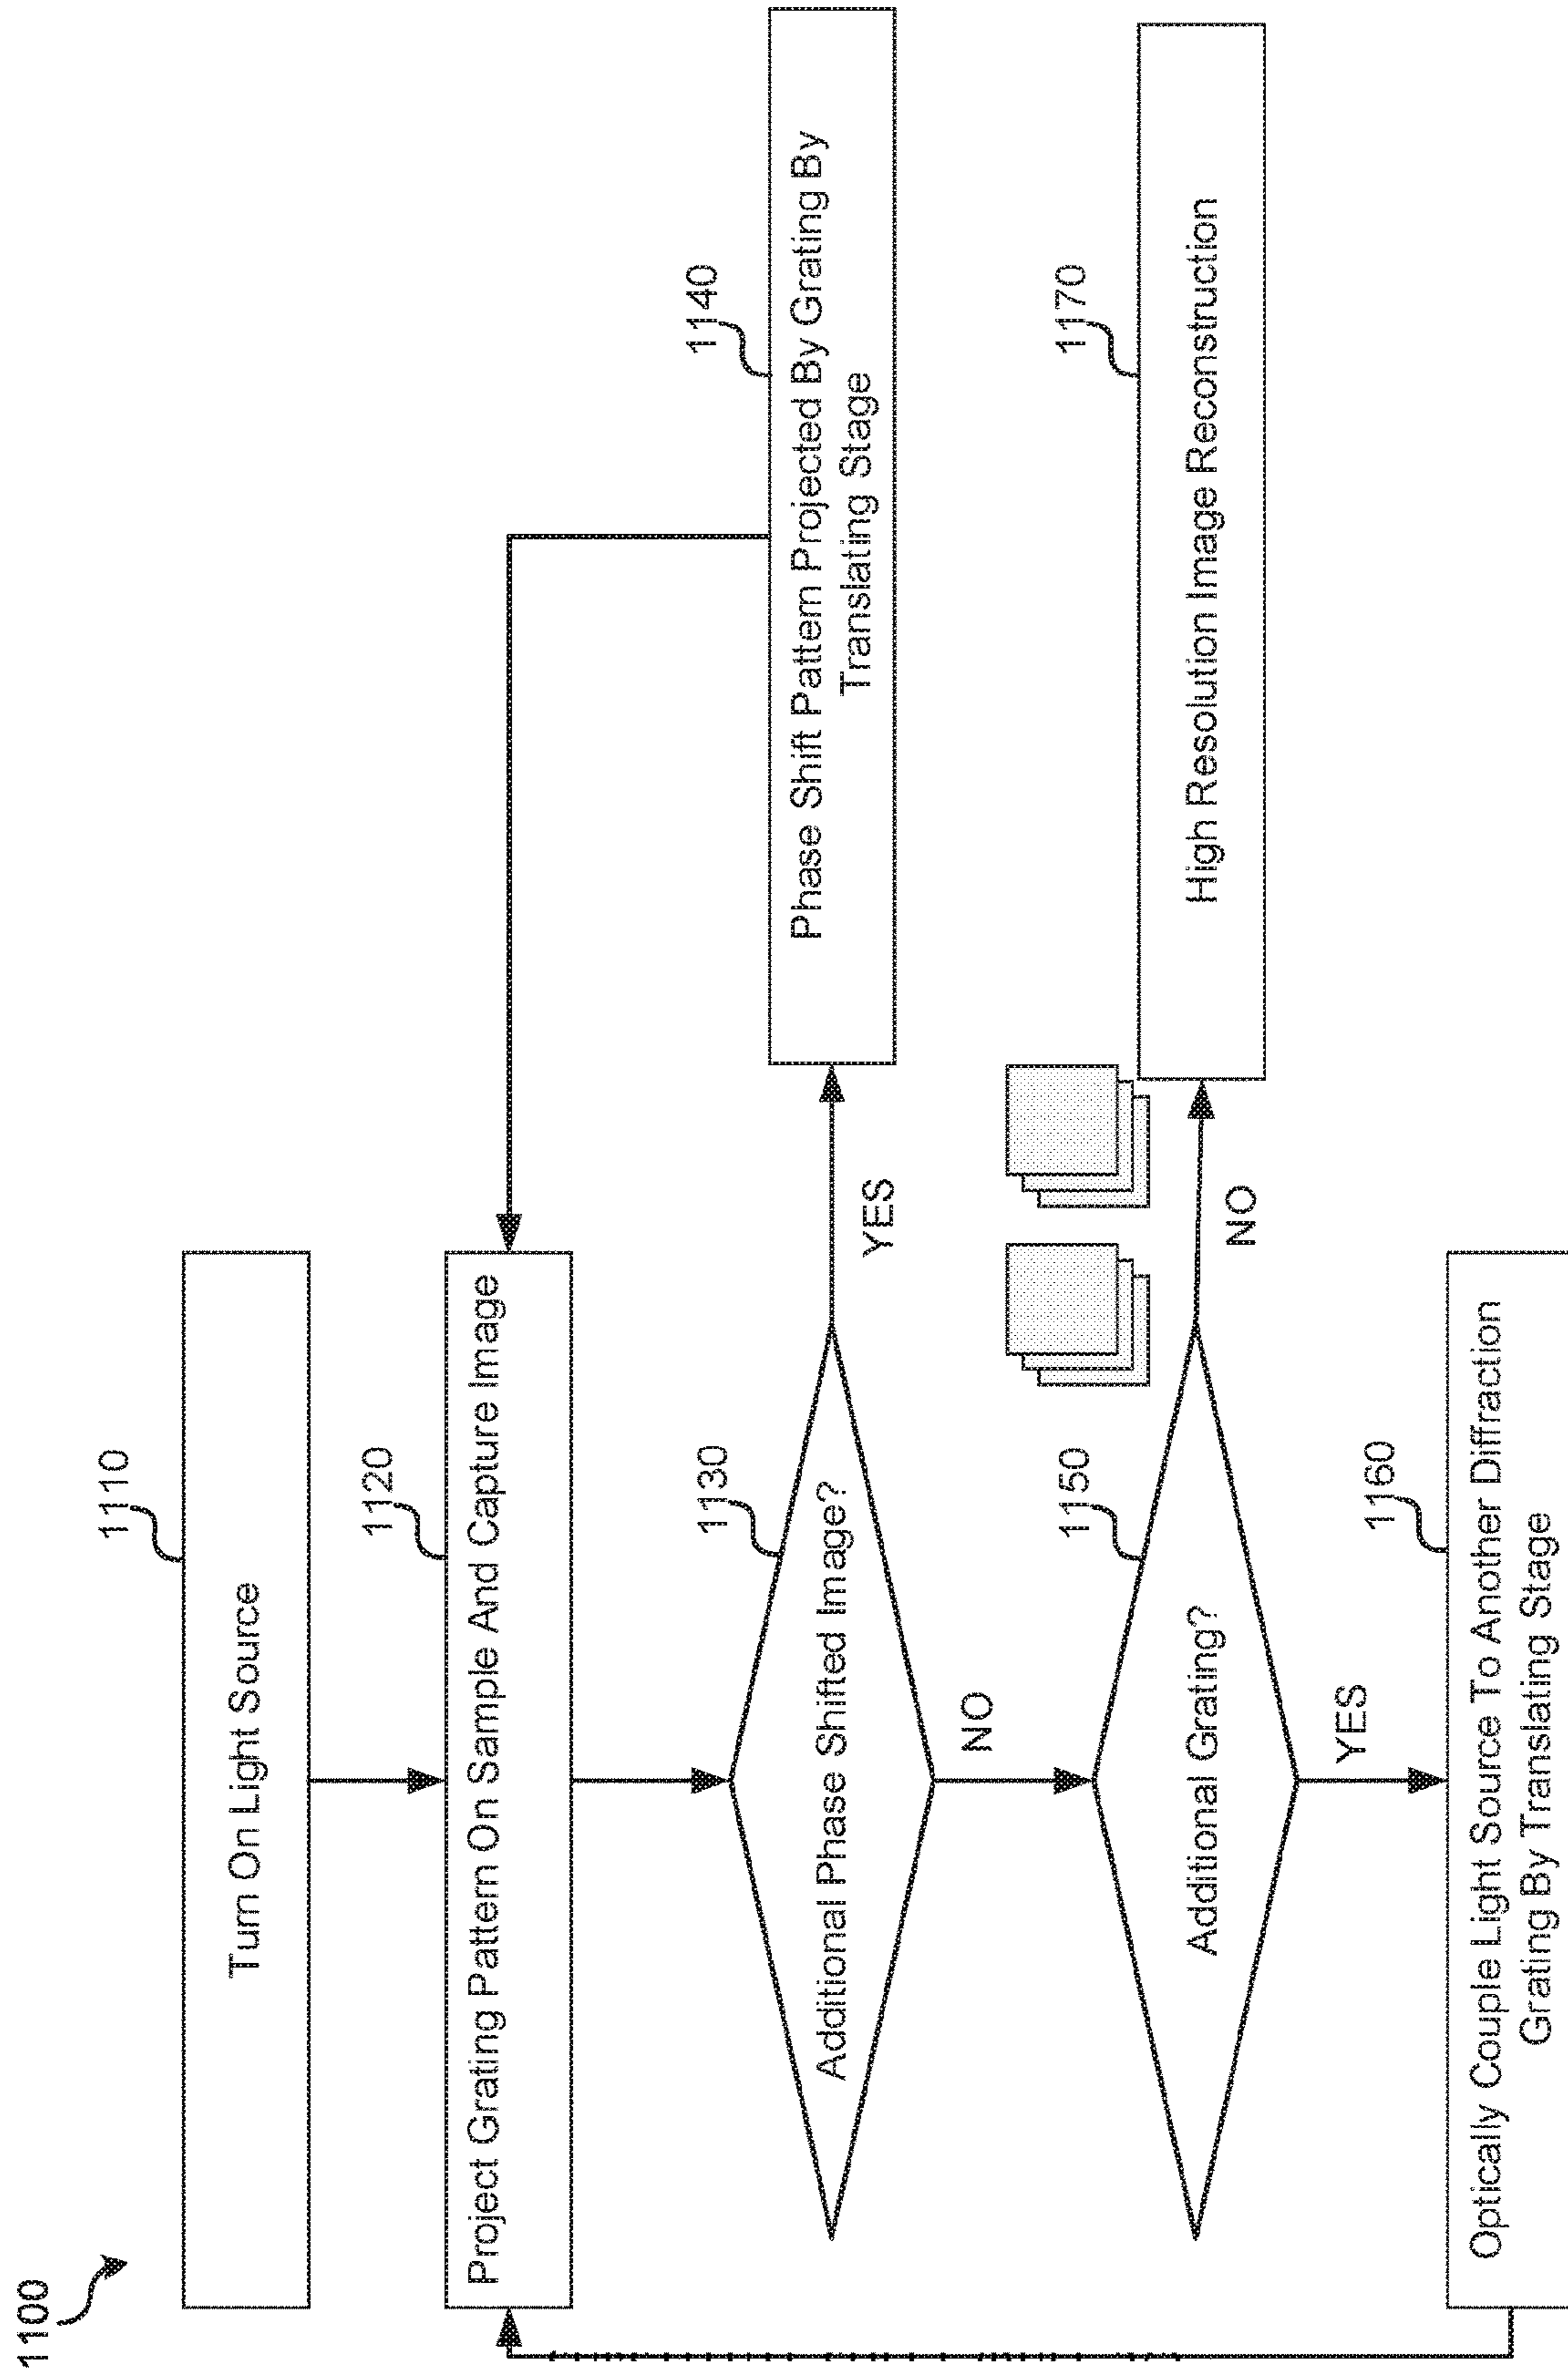 1100
1110
Turn On Light Source
1120
Project Grating Pattern On Sample And Capture Image
1130
Additional Phase Shifted Image?
YES
1140
Phase Shift Pattern Projected By Grating By
Translating Stage
NO
1150
Additional Grating?
NO
1170
High Resolution Image Reconstruction
YES
1160
Optically Couple Light Source To Another Diffraction
Grating By Translating Stage